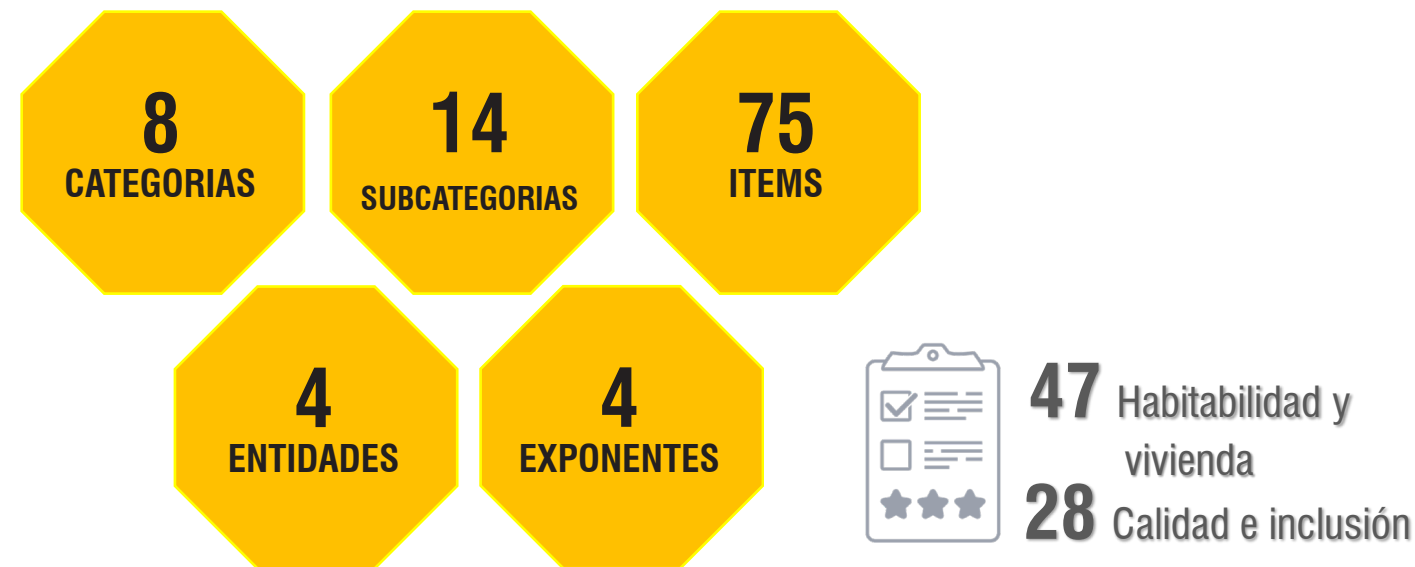 8
CATEGORIAS
14
SUBCATEGORIAS
75
ITEMS
4
ENTIDADES
4
EXPONENTES
47 Habitabilidad y
vivienda
28 Calidad e inclusión